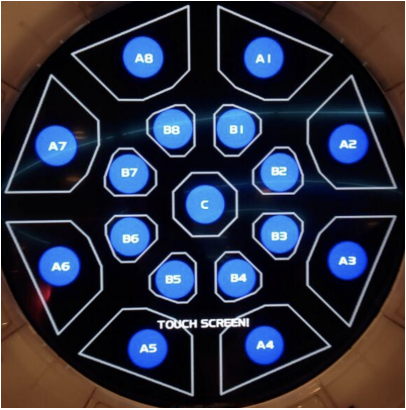 A8 A1
A7 A2
B8 B1
B7 B2
C
B6 B3
A6 A3
B5 B4
TOUCH SCREEN!
A5 A4